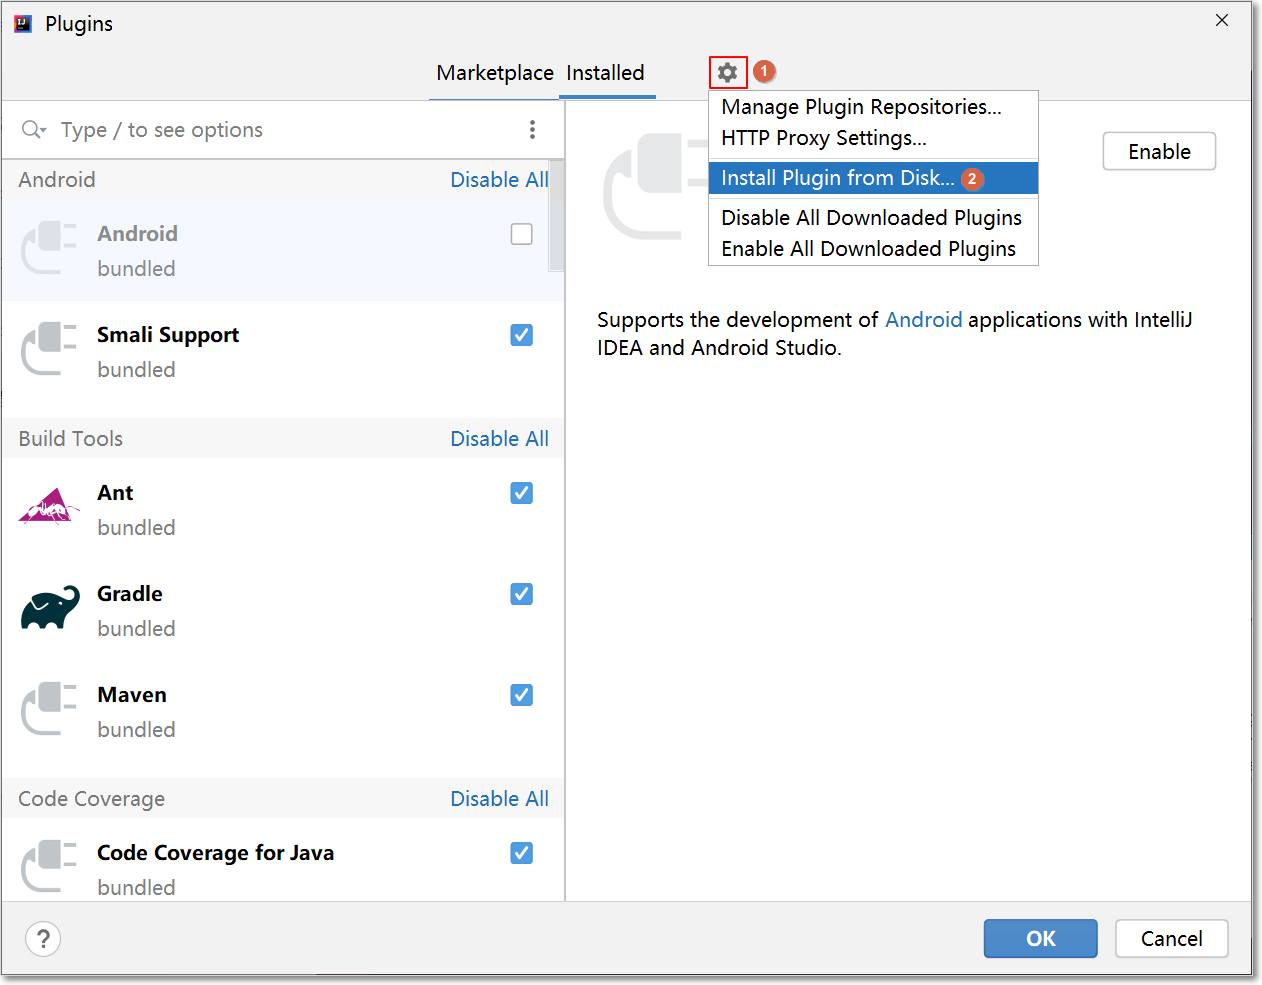 Plugins
Marketplace Installed 1
Type / to see options
Manage Plugin Repositories...
HTTP Proxy Settings...
Install Plugin from Disk... 2
Disable All Downloaded Plugins
Enable All Downloaded Plugins
Enable
Android Disable All
Android
bundled
Smali Support
bundled
Build Tools Disable All
Ant
bundled
Gradle
bundled
Maven
bundled
Code Coverage Disable All
Code Coverage for Java
bundled
Supports the development of Android applications with IntelliJ
IDEA and Android Studio.
? OK Cancel